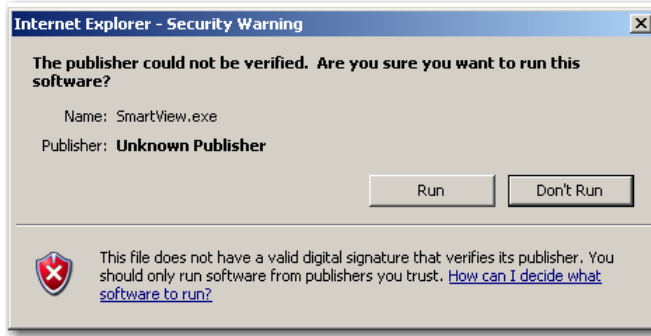 Internet Explorer - Security Warning
The publisher could not be verified.  Are you sure you want to run this
software?
Name: SmartView.exe
Publisher: Unknown Publisher
Run
Don't Run
This file does not have a valid digital signature that verifies its publisher. You
should only run software from publishers you trust. How can I decide what
software to run?